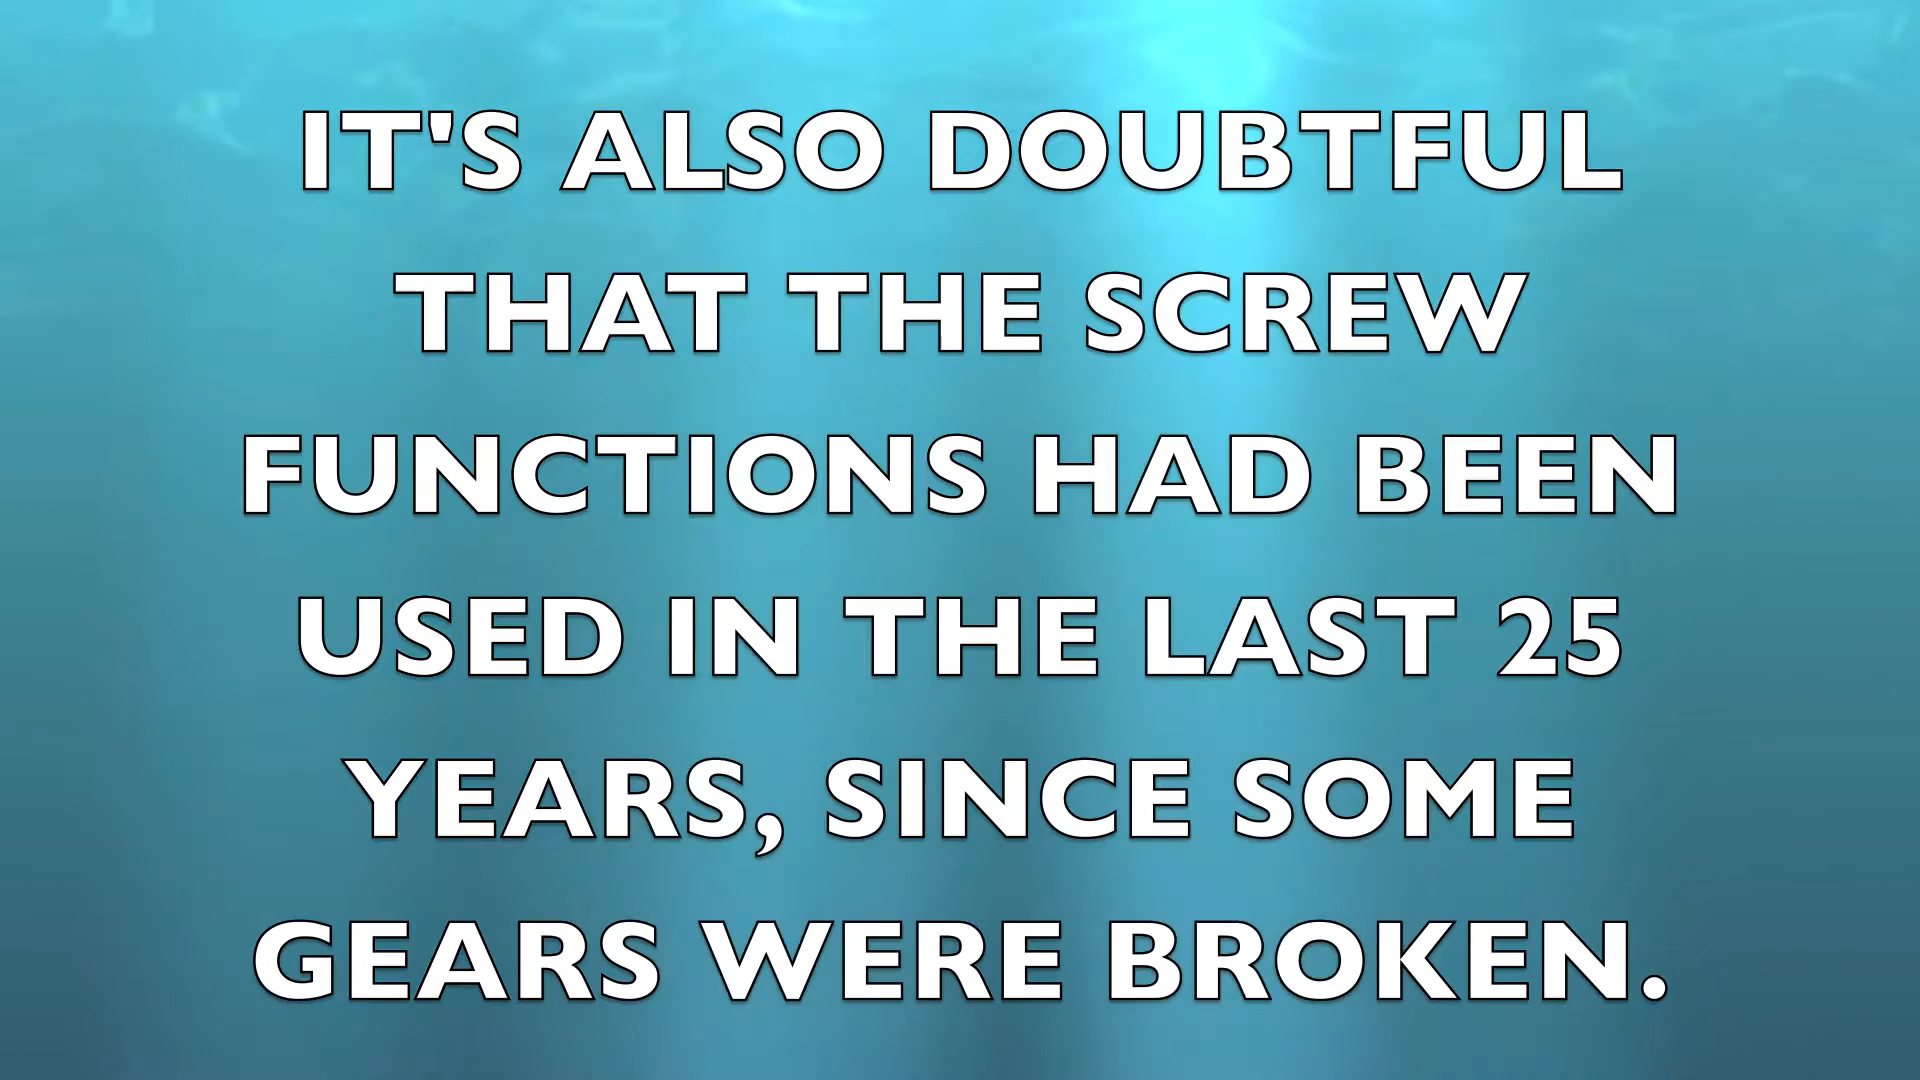 IT'S ALSO DOUBTFUL
THAT THE SCREW
FUNCTIONS HAD BEEN
USED IN THE LAST 25
YEARS, SINCE SOME
GEARS WERE BROKEN.